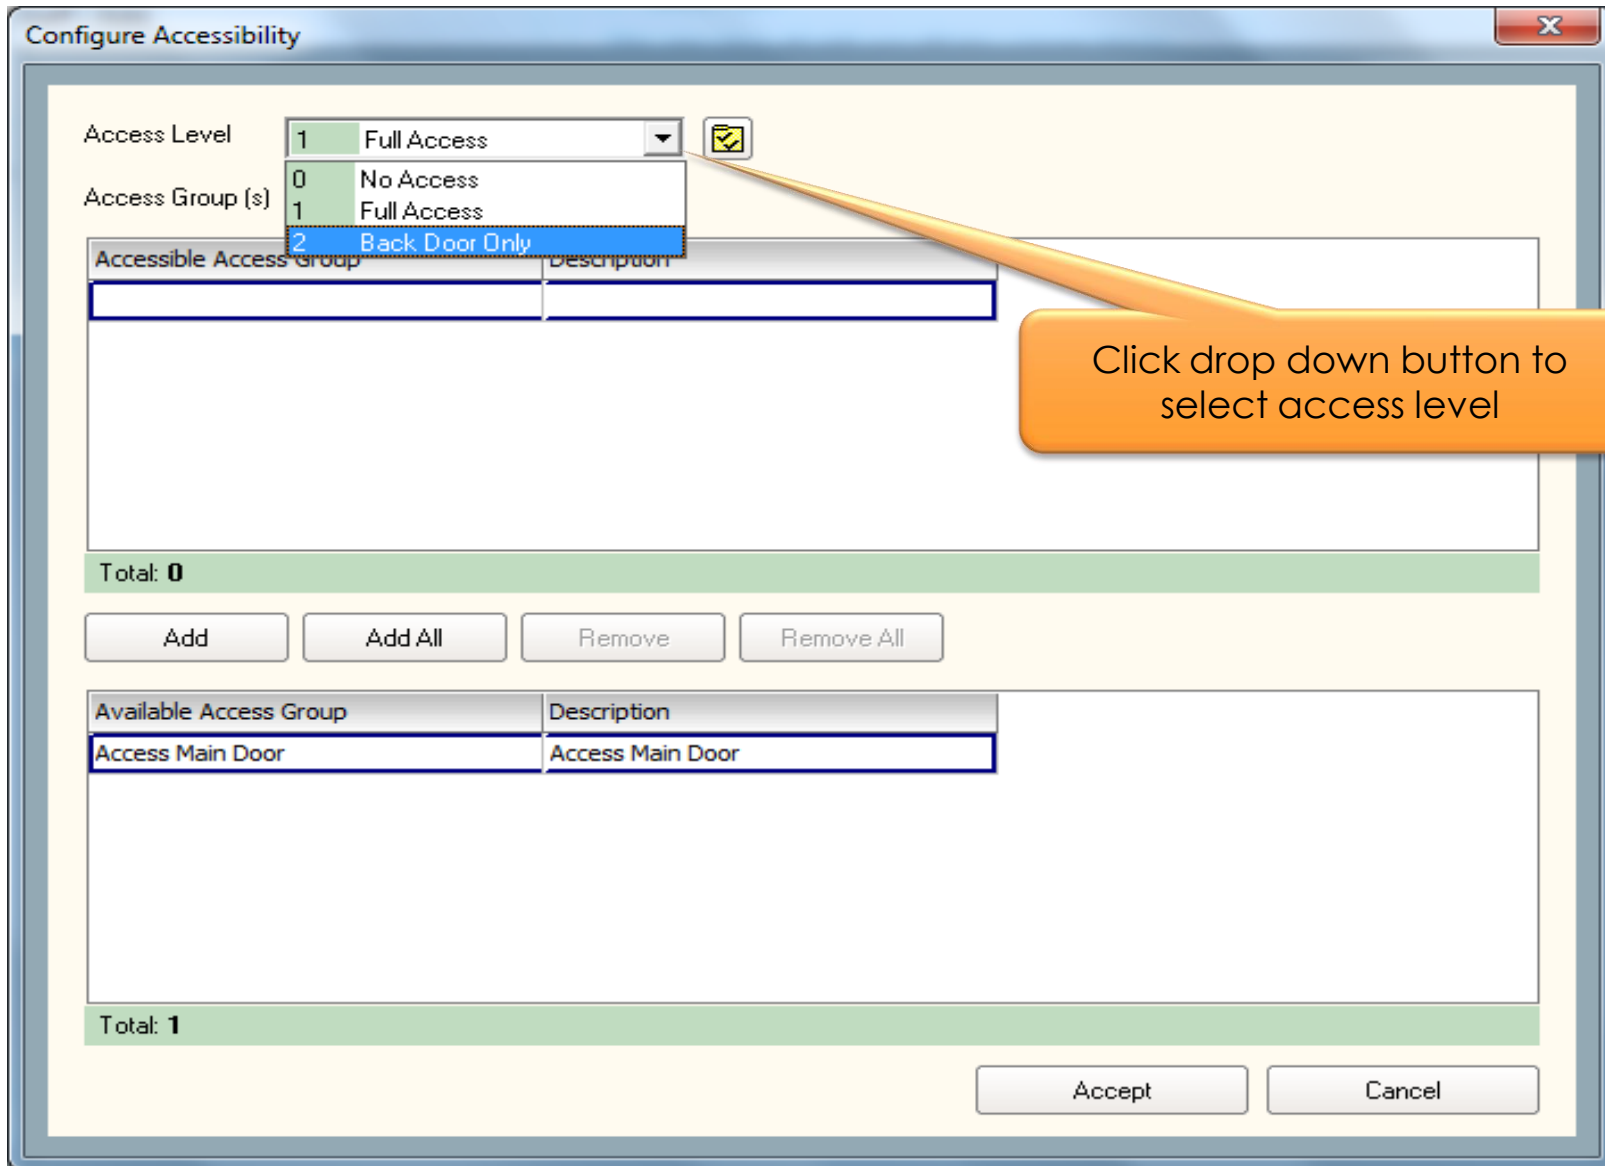 Configure Accessibility
Access Level
1 Full Access
0 No Access
Access Group (s)
1 Full Access
2 Back Door Only
Accessible Access Group Description
Click drop down button to
select access level
Total: 0
Add Add All Remove Remove All
Available Access Group Description
Access Main Door Access Main Door
Total: 1
Accept Cancel